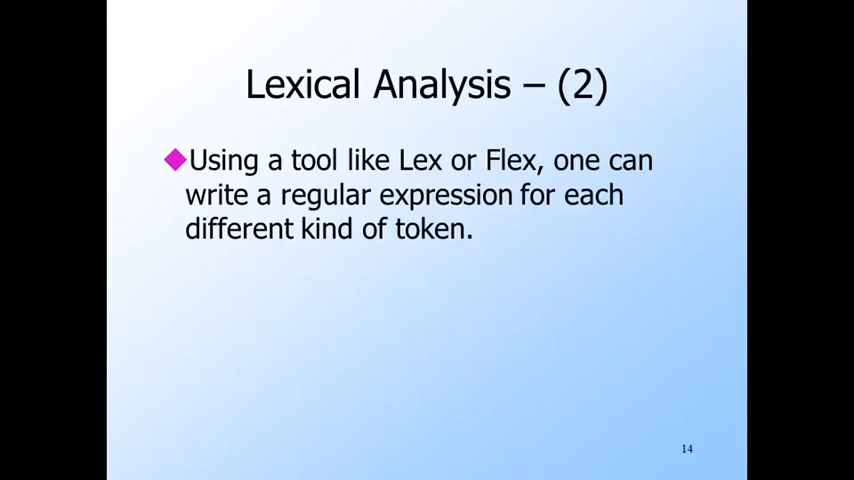 Lexical Analysis – (2)
Using a tool like Lex or Flex, one can
write a regular expression for each
different kind of token.
14